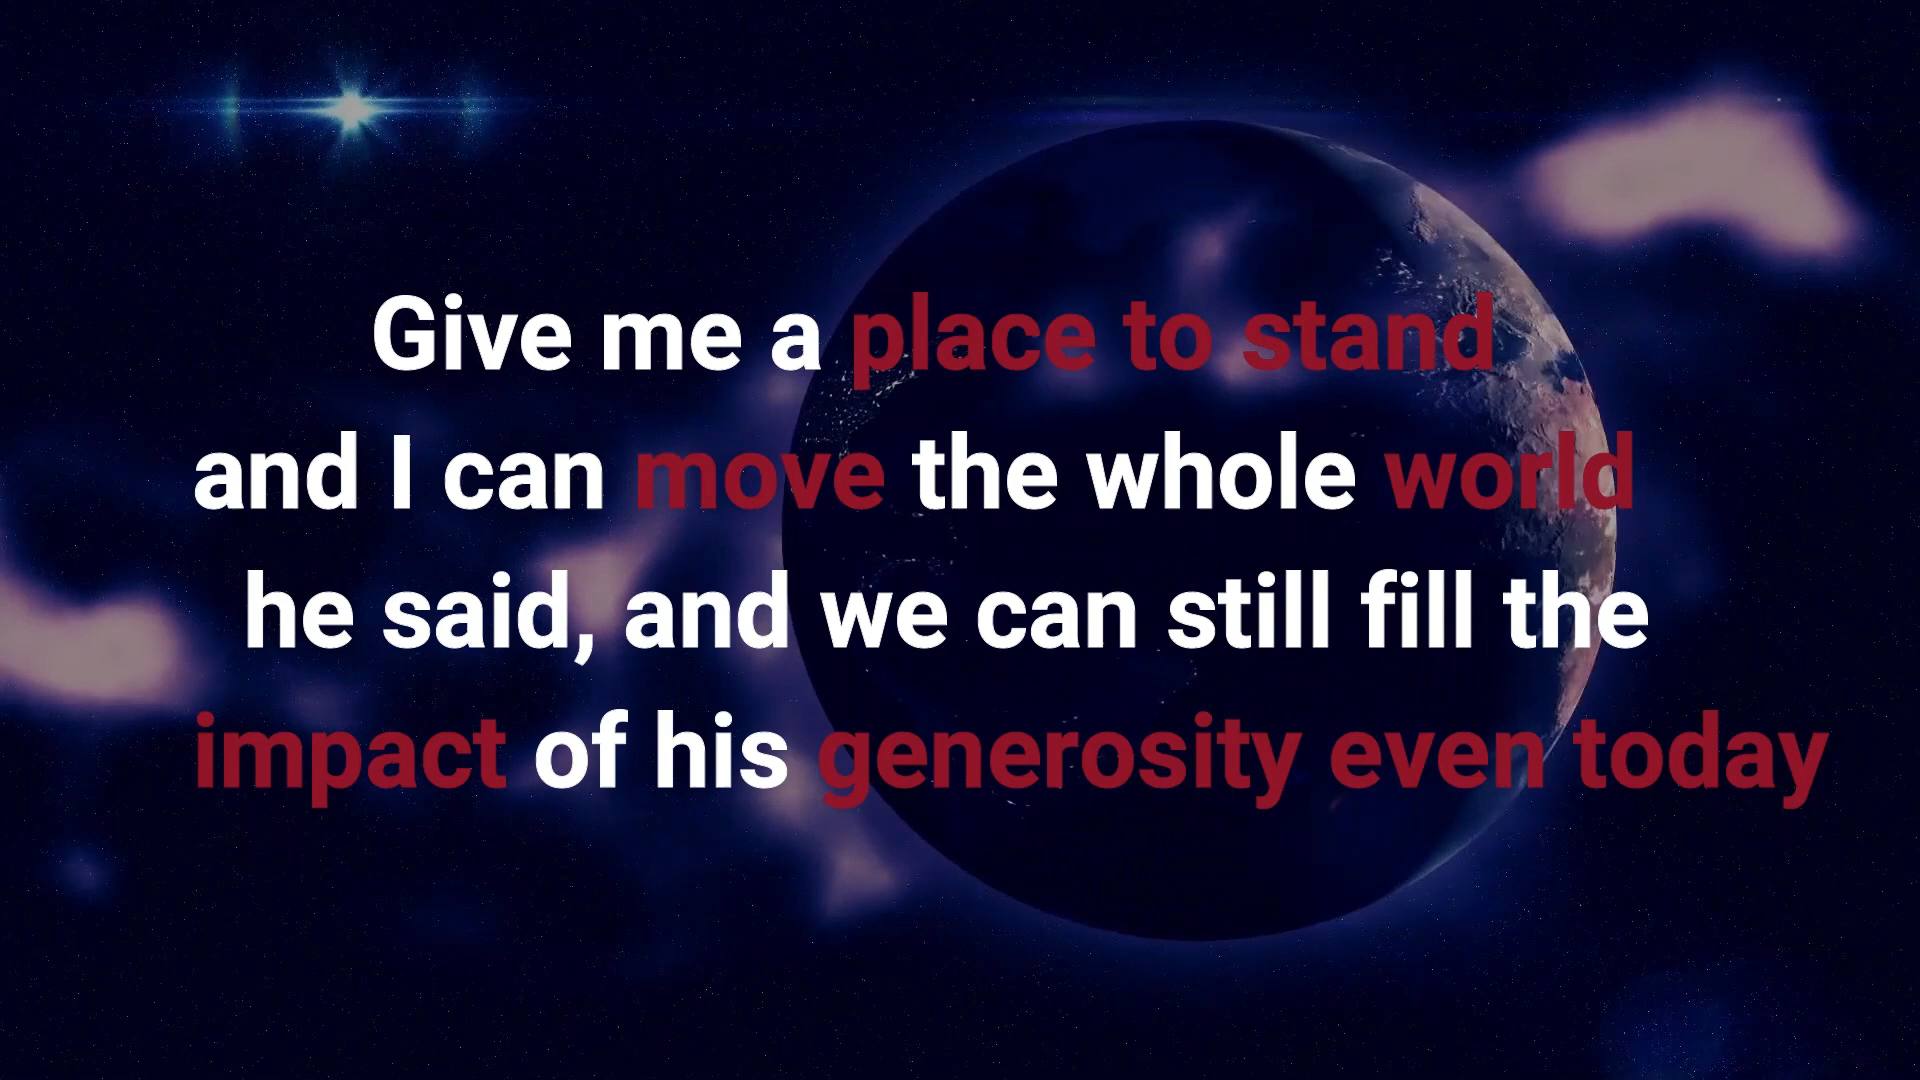 Give me a place to stand
and I can move the whole world
he said, and we can still fill the
impact of his generosity even today